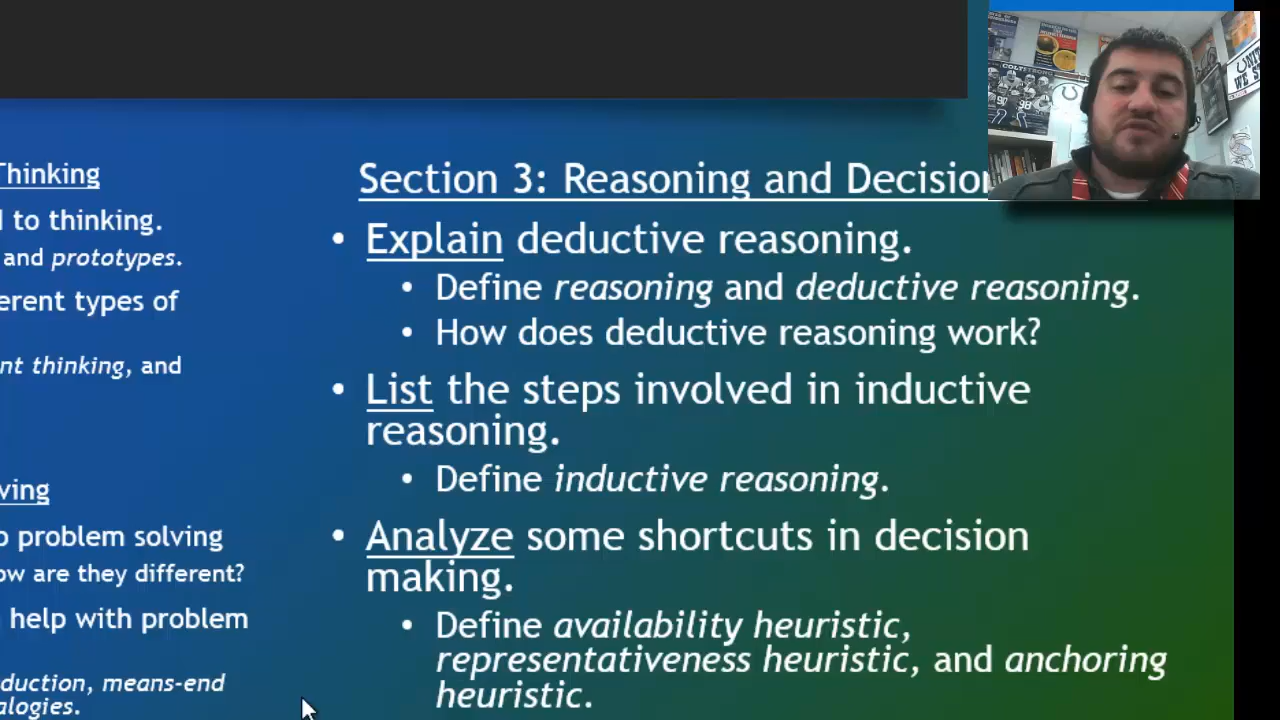 Thinking
to thinking.
and prototypes.
erent types of
nt thinking, and
ving
problem solving
ow are they different?
help with problem
duction, means-end
alogies.
Section 3: Reasoning and Decision
• Explain deductive reasoning.
• Define reasoning and deductive reasoning.
• How does deductive reasoning work?
• List the steps involved in inductive
reasoning.
• Define inductive reasoning.
• Analyze some shortcuts in decision
making.
• Define availability heuristic,
representativeness heuristic, and anchoring
heuristic.
COLTSTRONG
UNIT
WE S